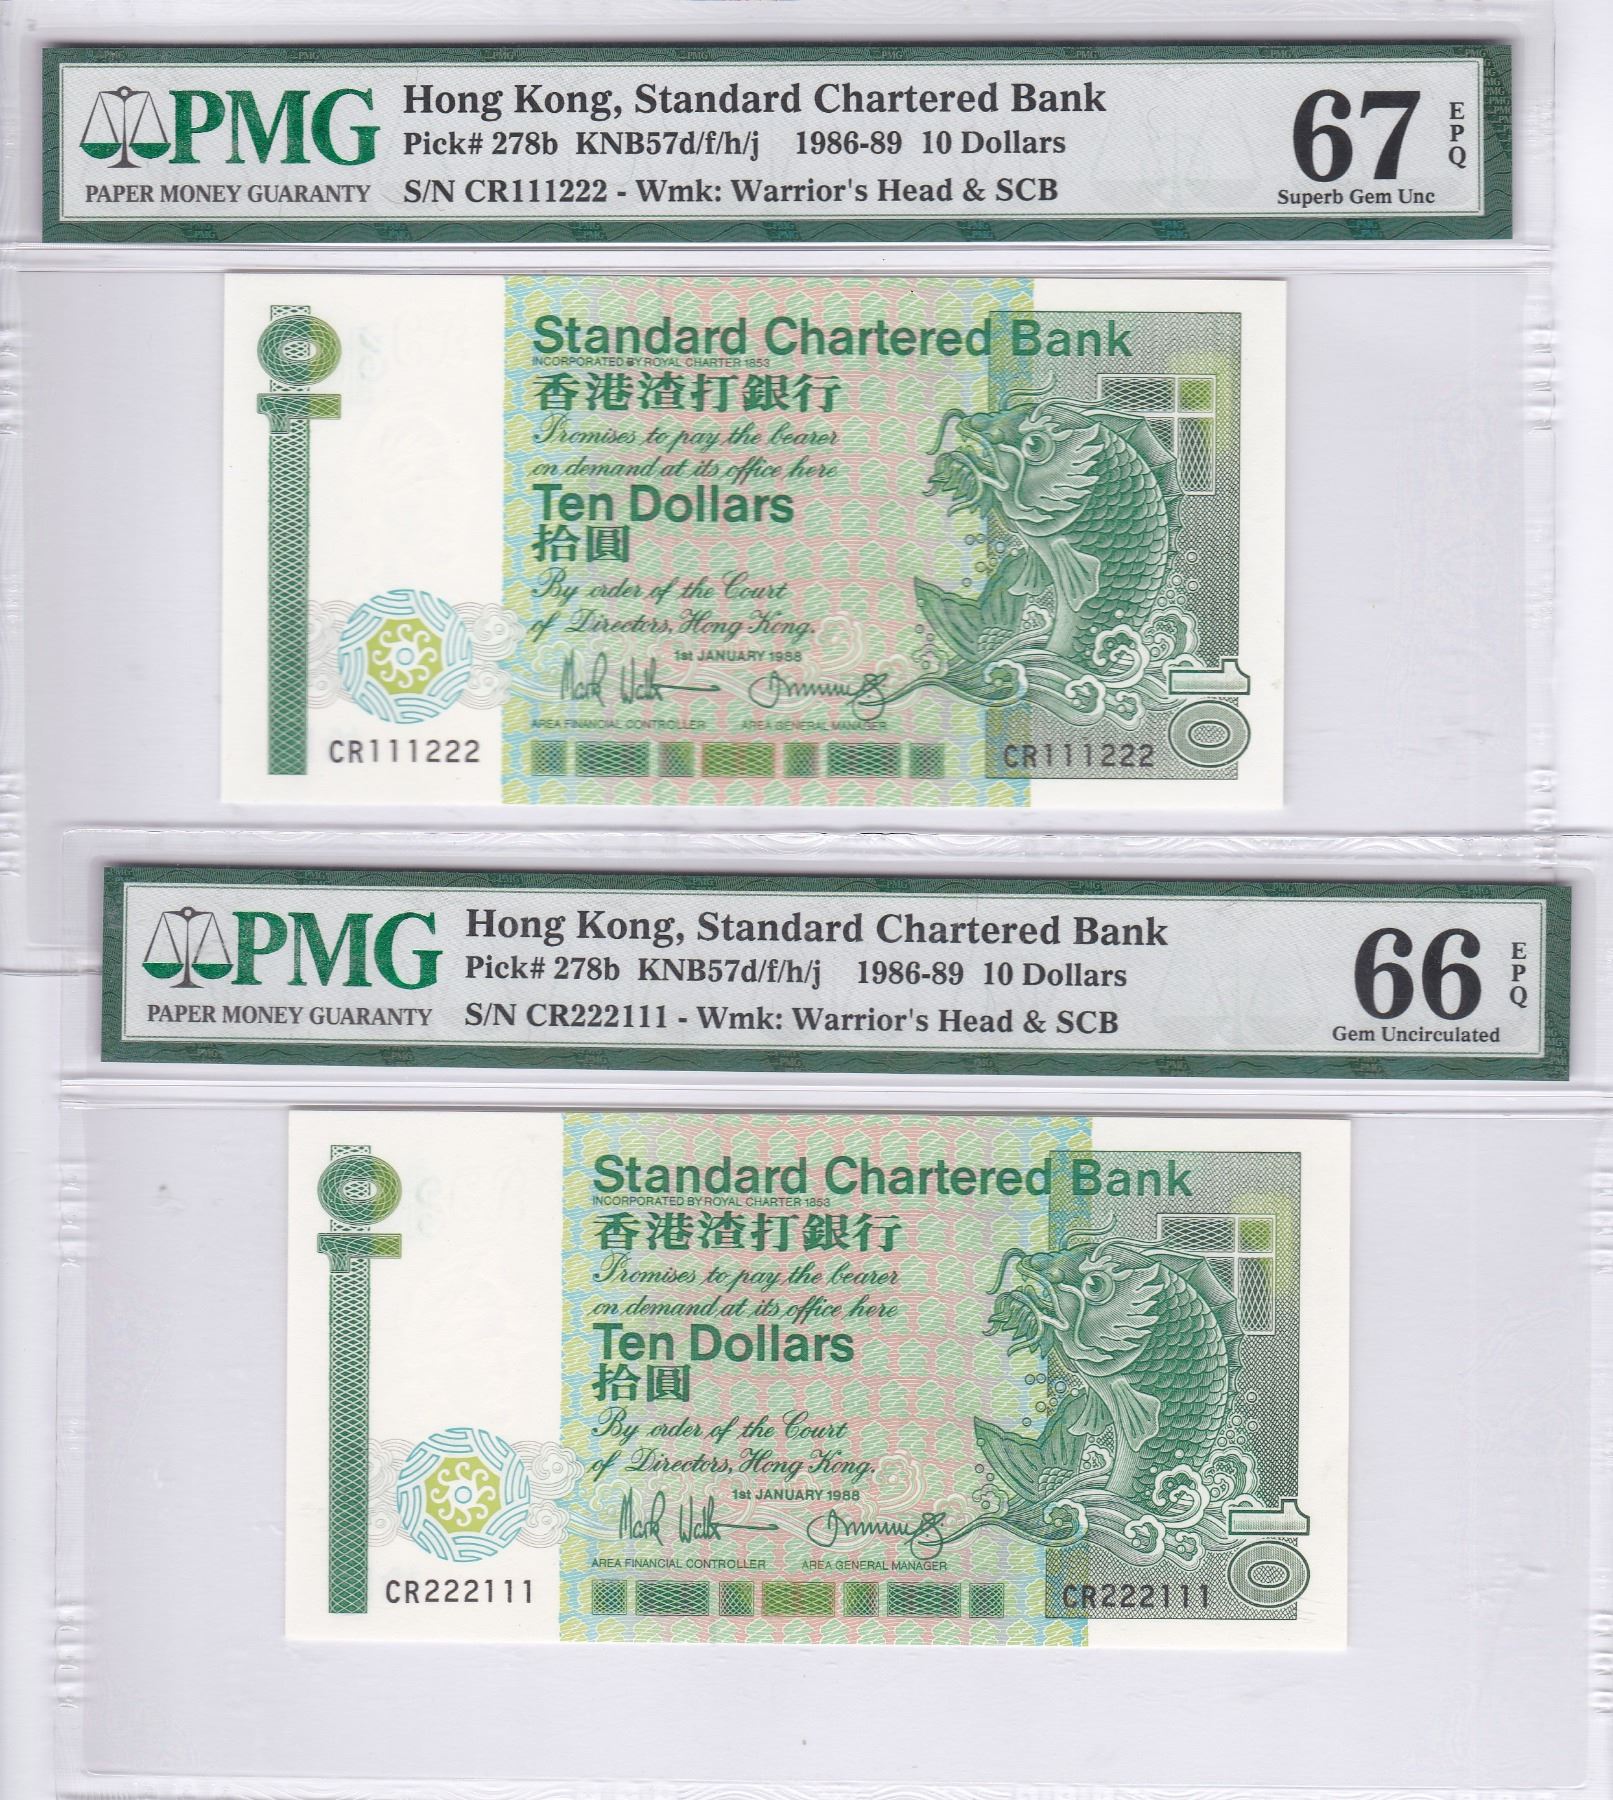 PMG
PAPER MONEY GUARANTY
Hong Kong, Standard Chartered Bank
Pick# 278b KNB57d/f/h/j 1986-89 10 Dollars
S/N CR111222 - Wmk: Warrior's Head & SCB
67
EPQ
Superb Gem Unc
10
Standard Chartered Bank
INCORPORATED BY ROYAL CHARTER 1853
香港渣打銀行
Promises to pay the bearer
on demand at its office here
Ten Dollars
拾圓
By order of the Court
of Directors, Hong Kong.
1st JANUARY 1988
AREA FINANCIAL CONTROLLER AREA GENERAL MANAGER
CR111222
CR111222
10
PMG
PAPER MONEY GUARANTY
Hong Kong, Standard Chartered Bank
Pick# 278b KNB57d/f/h/j 1986-89 10 Dollars
S/N CR222111 - Wmk: Warrior's Head & SCB
66
EPQ
Gem Uncirculated
10
Standard Chartered Bank
INCORPORATED BY ROYAL CHARTER 1853
香港渣打銀行
Promises to pay the bearer
on demand at its office here
Ten Dollars
拾圓
By order of the Court
of Directors, Hong Kong.
1st JANUARY 1988
AREA FINANCIAL CONTROLLER AREA GENERAL MANAGER
CR222111
CR222111
10